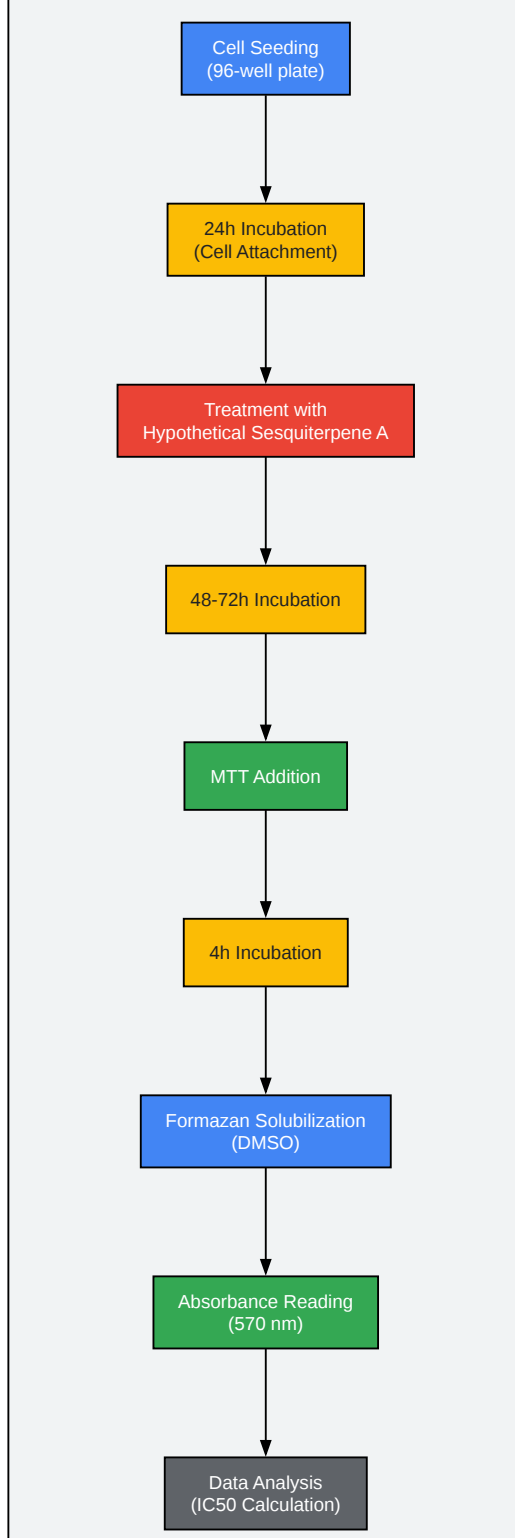 Cell Seeding
(96-well plate)
24h Incubation
(Cell Attachment)
Treatment with
Hypothetical Sesquiterpene A
48-72h Incubation
MTT Addition
4h Incubation
Formazan Solubilization
(DMSO)
Absorbance Reading
(570 nm)
Data Analysis
(IC50 Calculation)